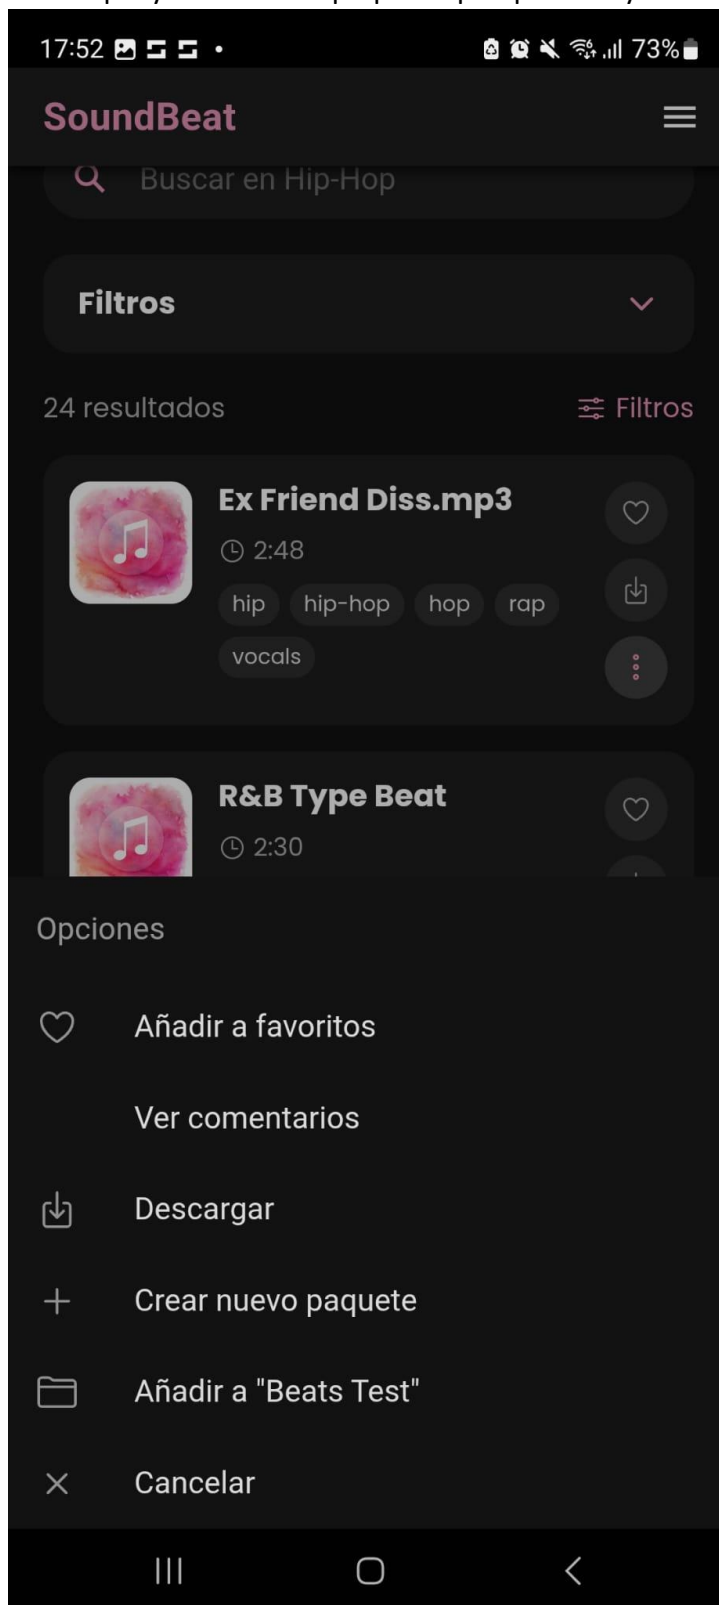 17:52
73%
SoundBeat
Buscar en Hip-Hop
Filtros
24 resultados
Filtros
Ex Friend Diss.mp3
2:48
hip hip-hop hop rap
vocals
R&B Type Beat
2:30
Opciones
Añadir a favoritos
Ver comentarios
Descargar
Crear nuevo paquete
Añadir a "Beats Test"
Cancelar